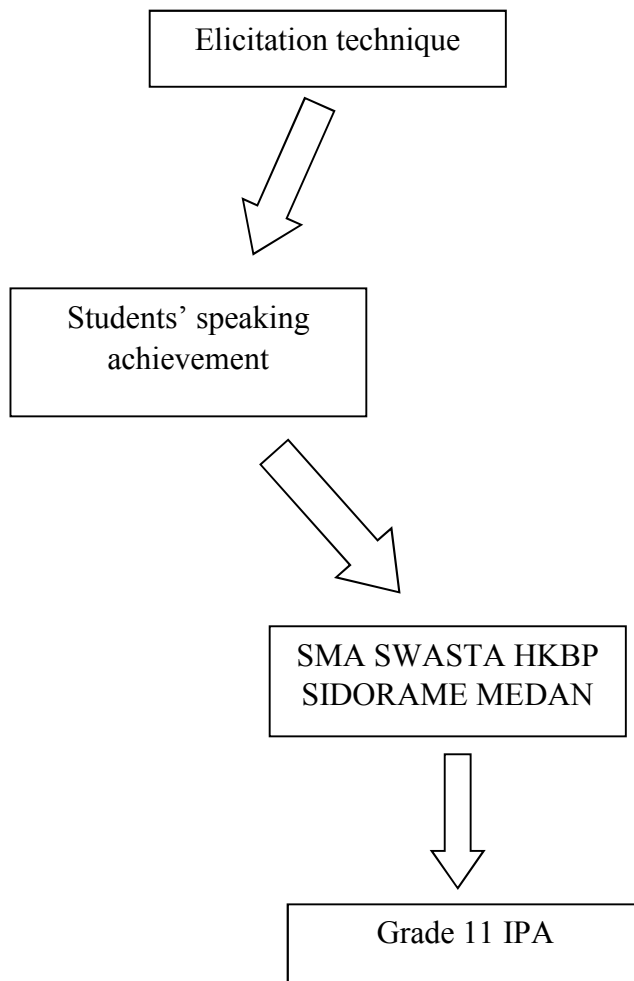 Elicitation technique
Students’ speaking
achievement
SMA SWASTA HKBP
SIDORAME MEDAN
Grade 11 IPA